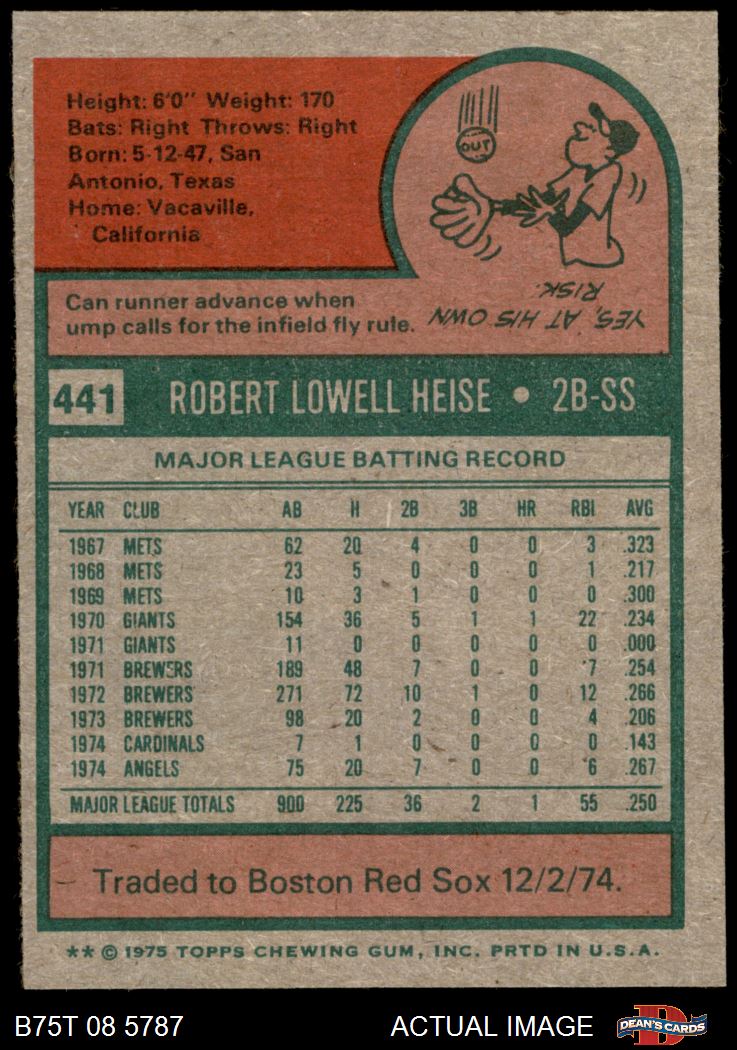 Height: 6'0" Weight: 170
Bats: Right Throws: Right
Born: 5-12-47, San
Antonio, Texas
Home: Vacaville,
California
OUT
Can runner advance when
ump calls for the infield fly rule.
YES, AT HIS OWN
RISK.
441 ROBERT LOWELL HEISE • 2B-SS
MAJOR LEAGUE BATTING RECORD
YEAR CLUB AB H 2B 3B HR RBI AVG
1967 METS 62 20 4 0 0 3 .323
1968 METS 23 5 0 0 0 1 .217
1969 METS 10 3 1 0 0 0 .300
1970 GIANTS 154 36 5 1 1 22 .234
1971 GIANTS 11 0 0 0 0 0 .000
1971 BREWERS 189 48 7 0 0 7 .254
1972 BREWERS 271 72 10 1 0 12 .266
1973 BREWERS 98 20 2 0 0 4 .206
1974 CARDINALS 7 1 0 0 0 0 .143
1974 ANGELS 75 20 7 0 0 6 .267
MAJOR LEAGUE TOTALS 900 225 36 2 1 55 .250
Traded to Boston Red Sox 12/2/74.
** © 1975 TOPPS CHEWING GUM, INC. PRTD IN U.S.A.
B75T 08 5787 ACTUAL IMAGE D DEAN'S CARDS